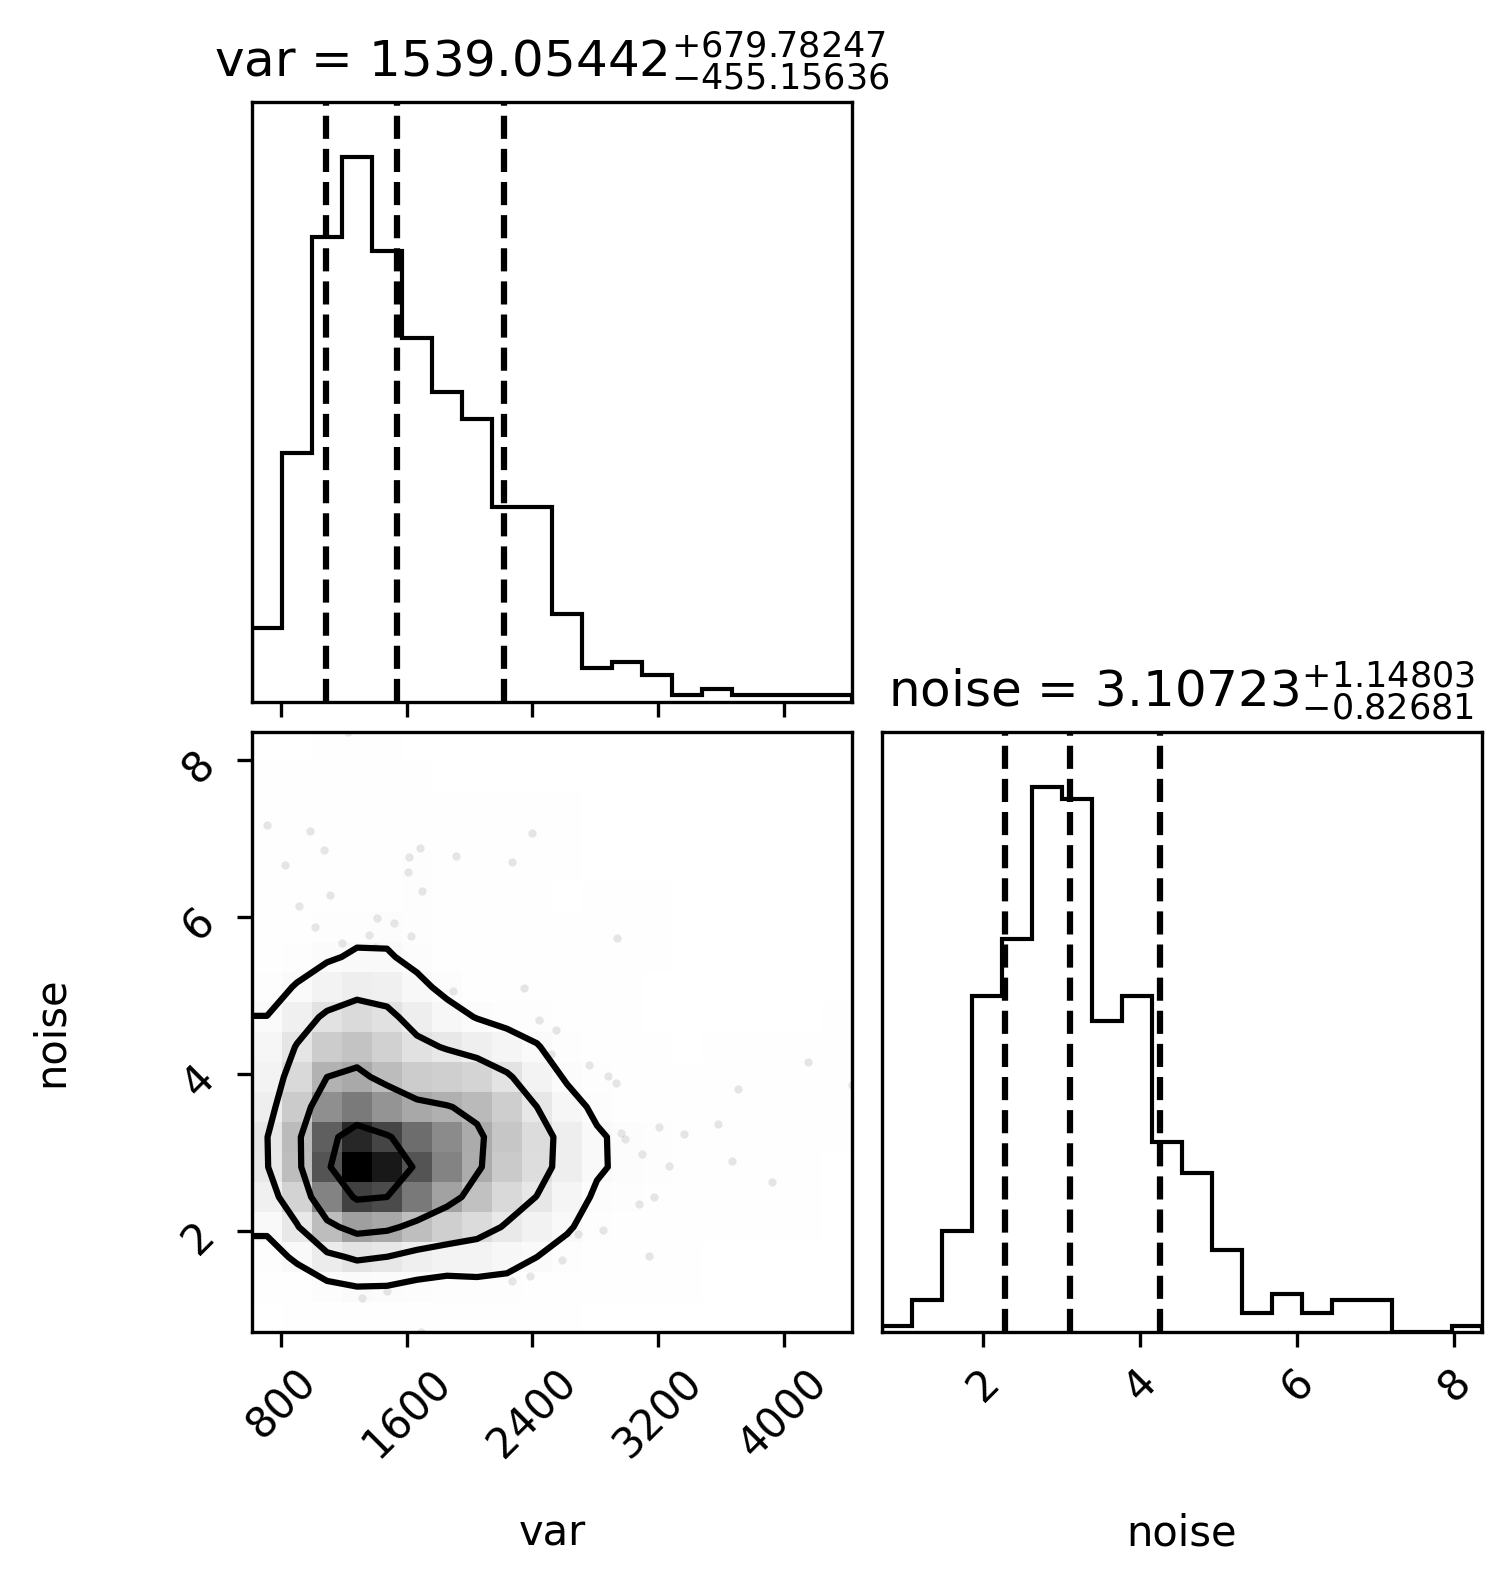 var = 1539.05442+679.78247−455.15636
noise = 3.10723+1.14803−0.82681
8
6
4
2
noise
800 1600 2400 3200 4000
2 4 6 8
var
noise